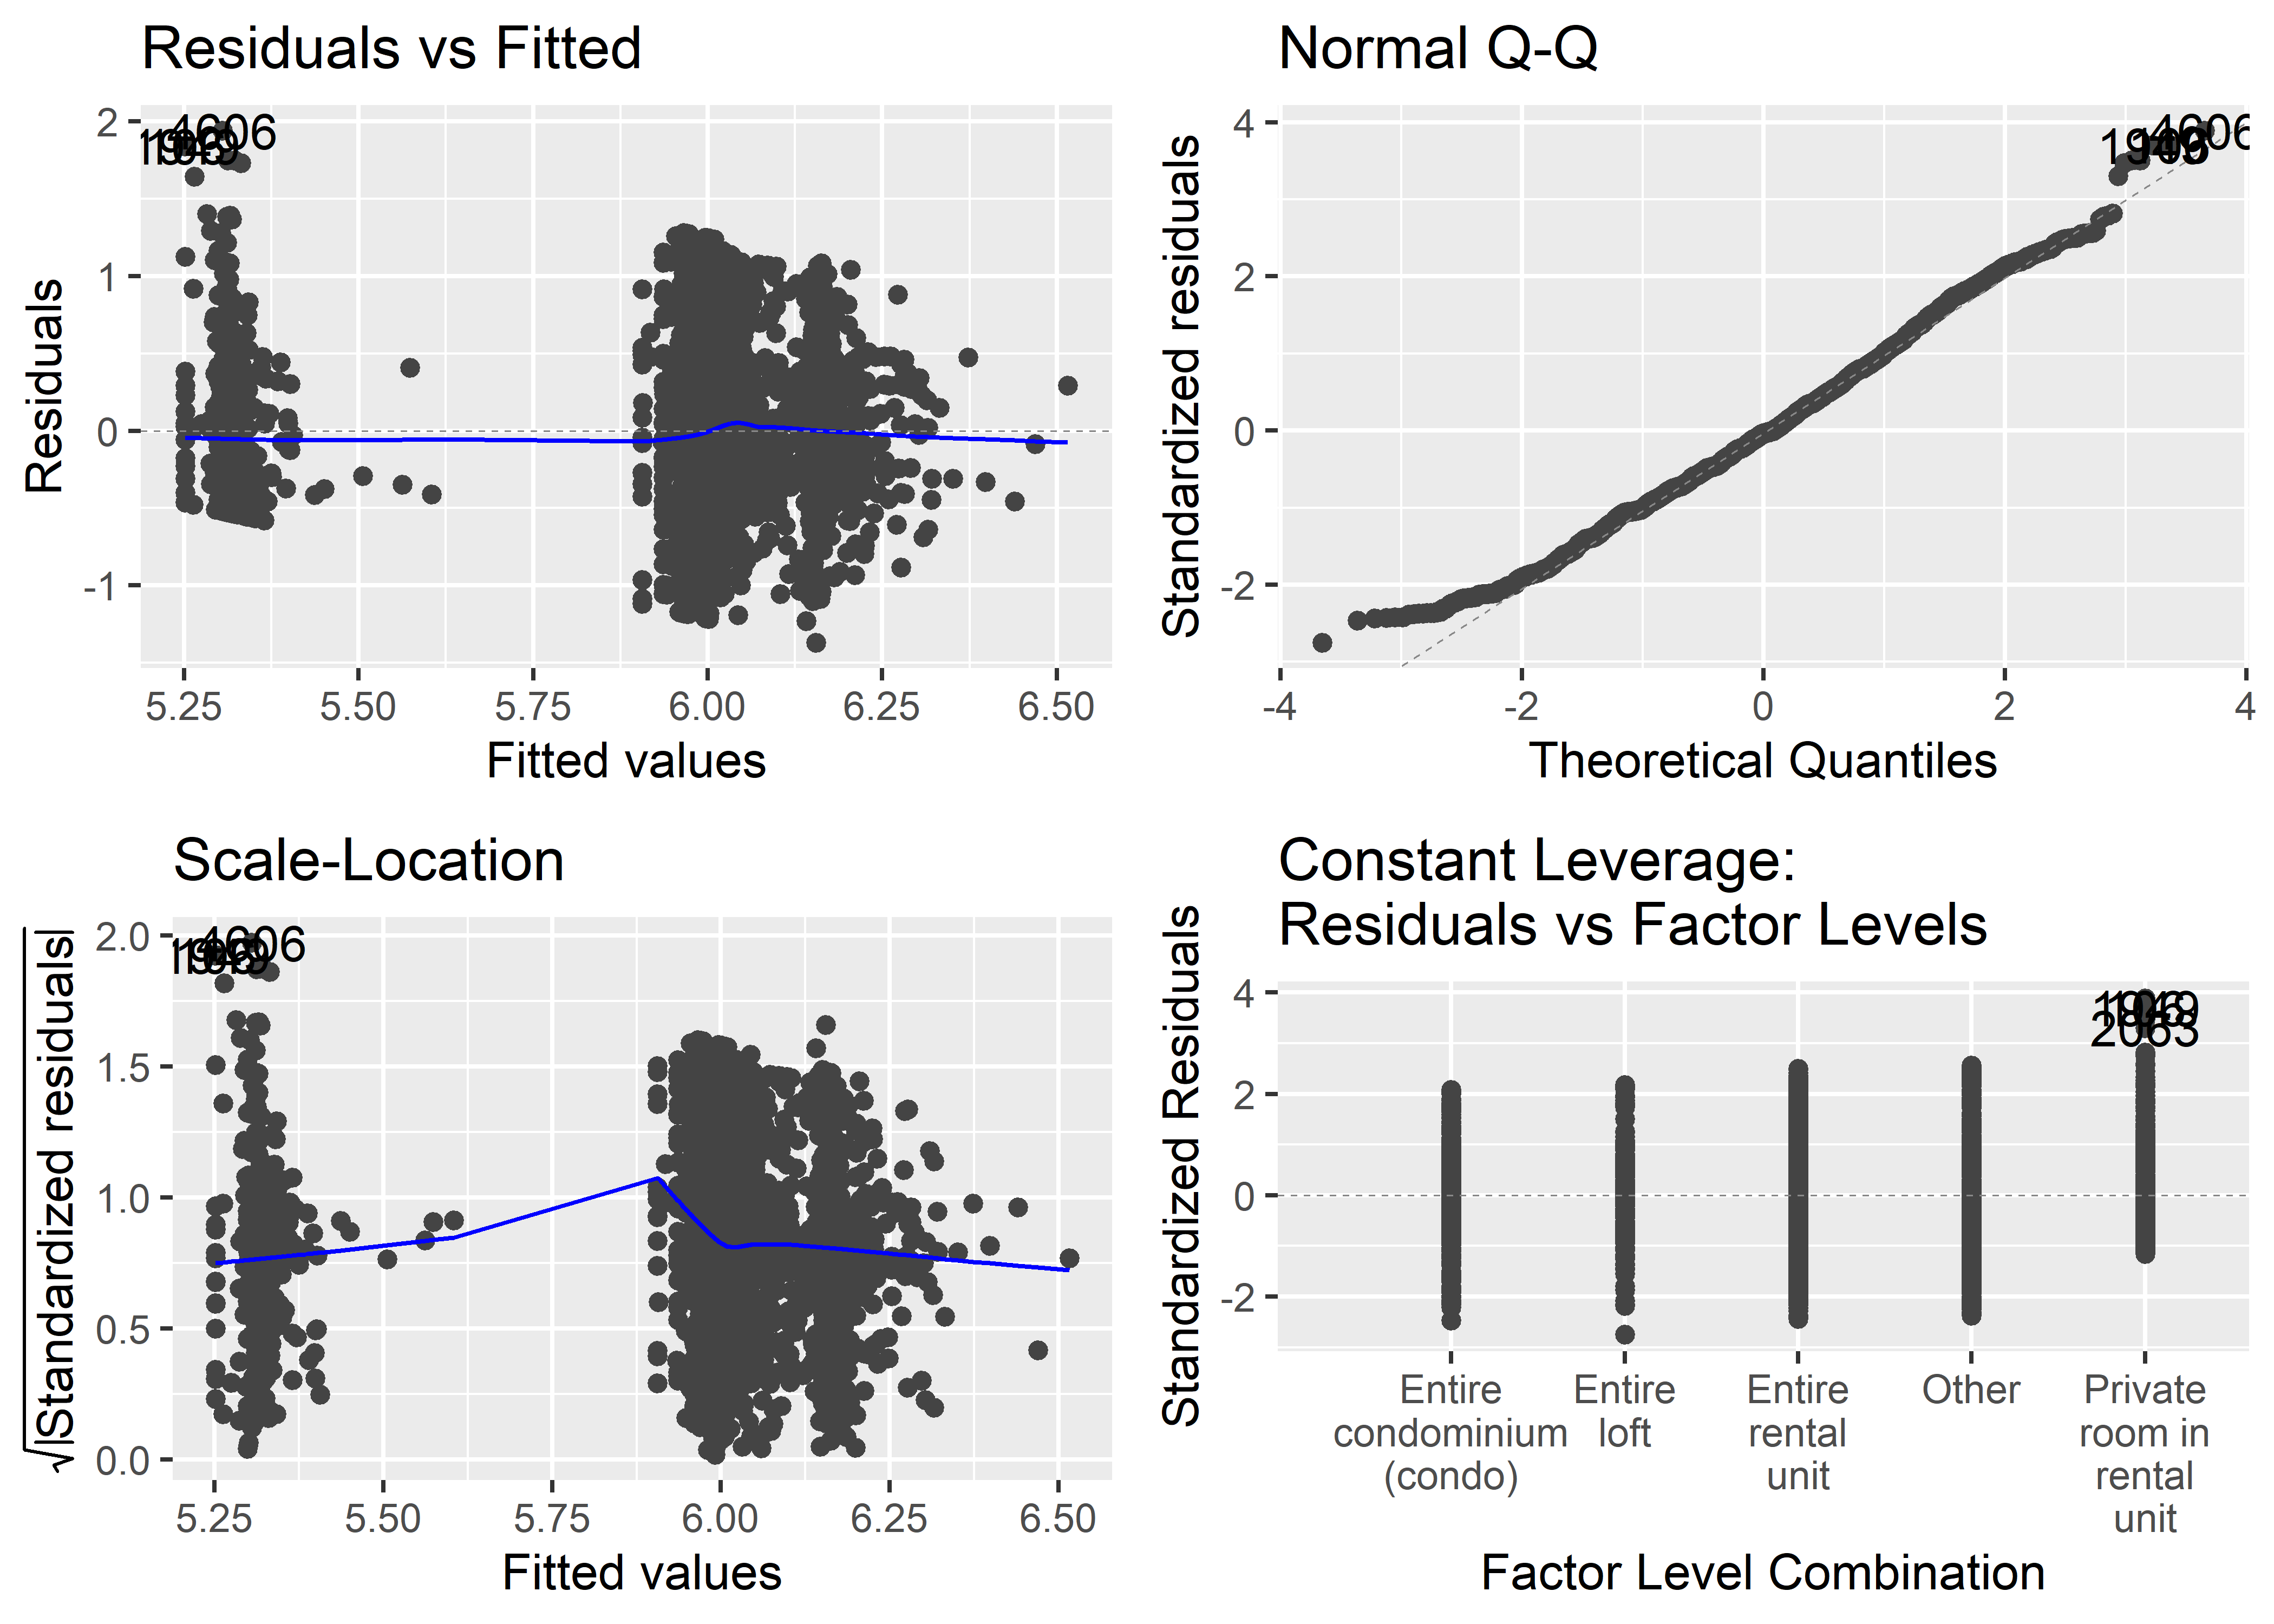 Residuals vs Fitted
2
1
0
-1
Residuals
5.25 5.50 5.75 6.00 6.25 6.50
Fitted values
4606
Normal Q-Q
4
2
0
-2
Standardized residuals
-4 -2 0 2 4
Theoretical Quantiles
4606
Scale-Location
2.0
1.5
1.0
0.5
0.0
√|Standardized residuals|
5.25 5.50 5.75 6.00 6.25 6.50
Fitted values
4606
Constant Leverage:
Residuals vs Factor Levels
4
2
0
-2
Standardized Residuals
2063
Entire
condominium
(condo)
Entire
loft
Entire
rental
unit
Other
Private
room in
rental
unit
Factor Level Combination